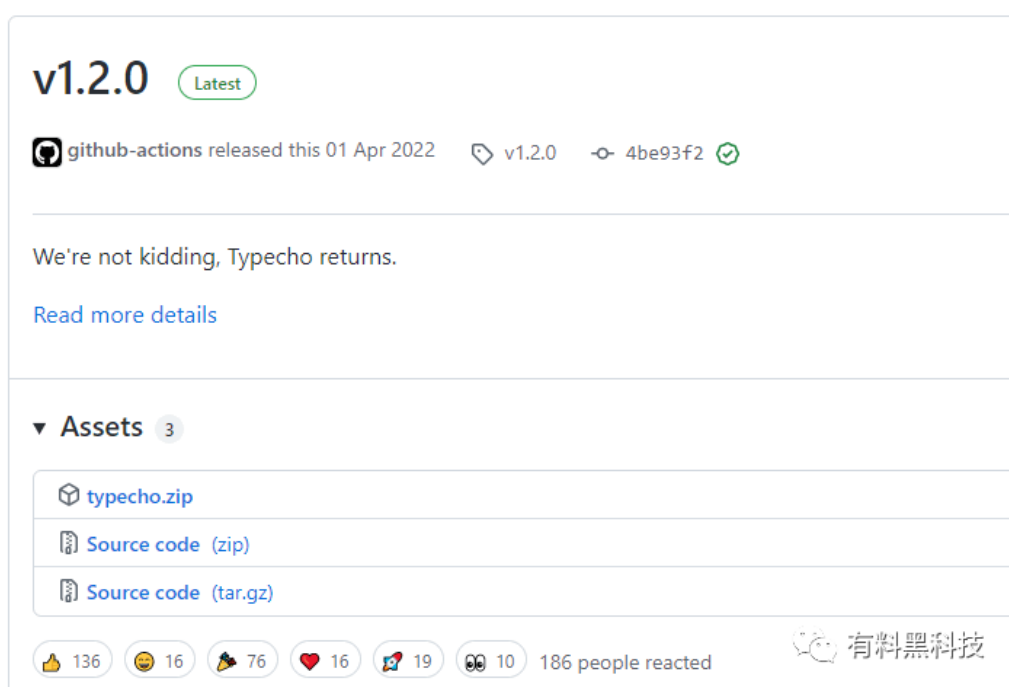 v1.2.0 Latest
github-actions released this 01 Apr 2022 v1.2.0 4be93f2
We're not kidding, Typecho returns.
Read more details
Assets 3
typecho.zip
Source code (zip)
Source code (tar.gz)
136 16 76 16 19 10 186 people reacted
有料黑科技